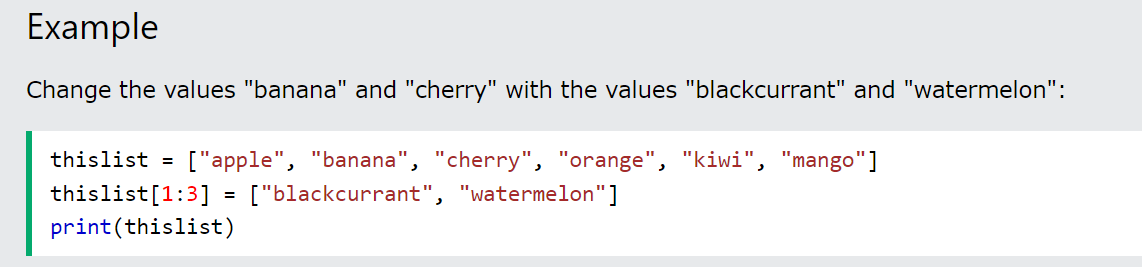 Example
Change the values "banana" and "cherry" with the values "blackcurrant" and "watermelon":
thislist = ["apple", "banana", "cherry", "orange", "kiwi", "mango"]
thislist[1:3] = ["blackcurrant", "watermelon"]
print(thislist)